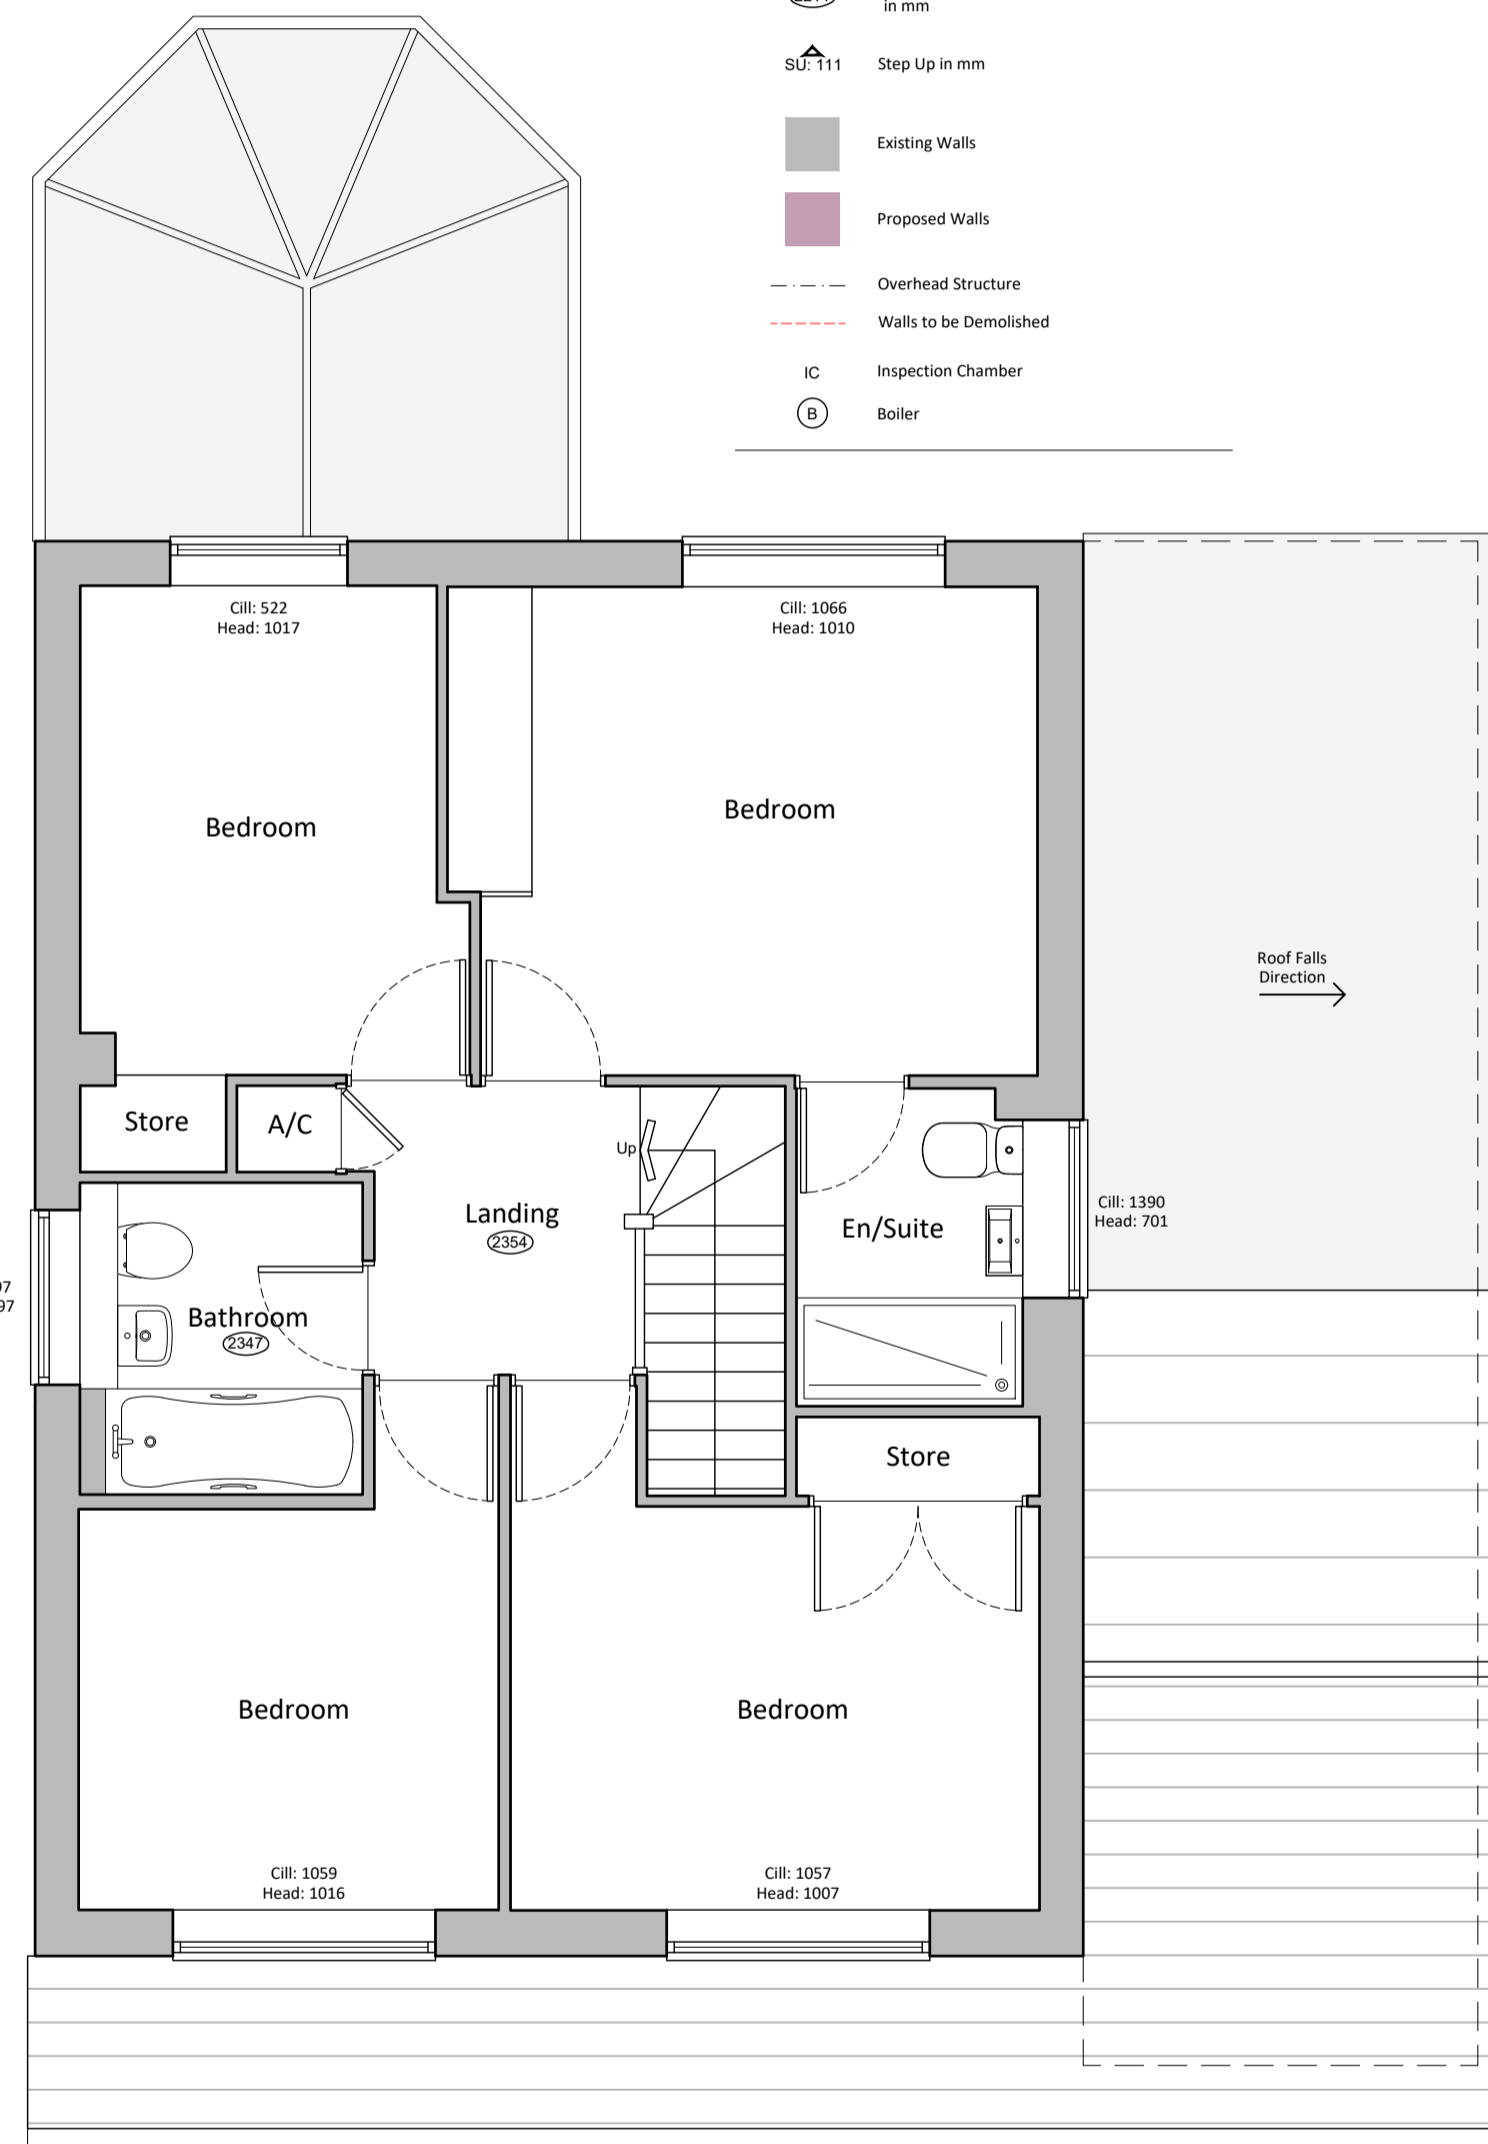 in mm
SU: 111
Step Up in mm
Existing Walls
Proposed Walls
Overhead Structure
Walls to be Demolished
IC
Inspection Chamber
B
Boiler
Cill: 522
Head: 1017
Cill: 1066
Head: 1010
Bedroom
Bedroom
Roof Falls
Direction
Store
A/C
Up
Landing
2354
En/Suite
Cill: 1390
Head: 701
97
Bathroom
2347
Store
Bedroom
Bedroom
Cill: 1059
Head: 1016
Cill: 1057
Head: 1007